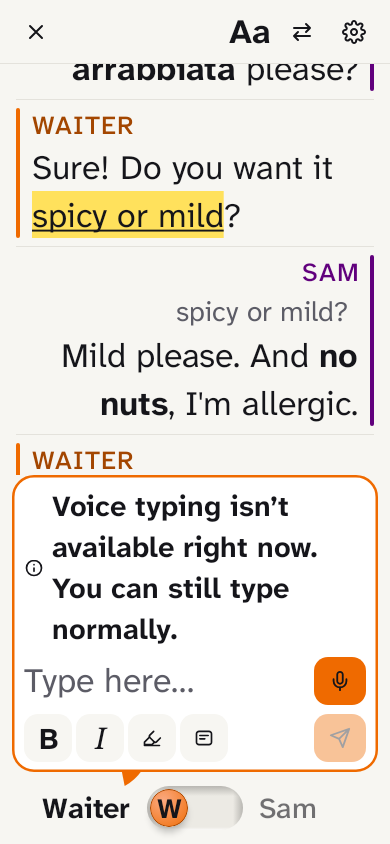 Aa
arrabbiata please?
WAITER
Sure! Do you want it
spicy or mild?
SAM
spicy or mild?
Mild please. And no
nuts, I'm allergic.
WAITER
Voice typing isn’t
available right now.
You can still type
normally.
Type here...
B I
Waiter W Sam